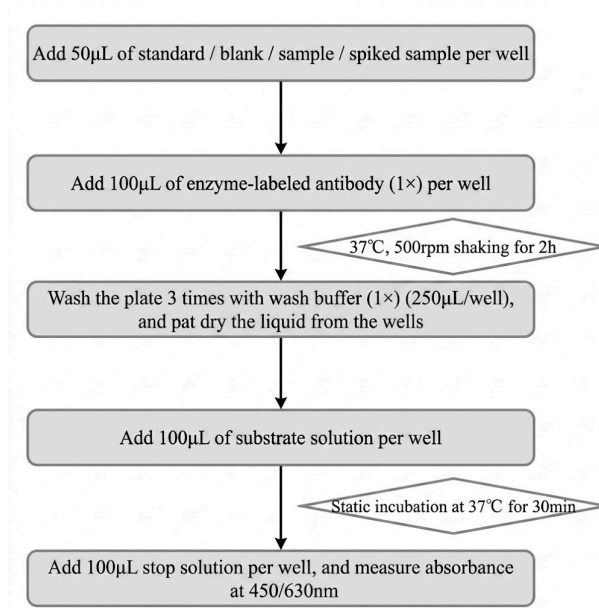 Add 50μL of standard / blank / sample / spiked sample per well
Add 100μL of enzyme-labeled antibody (1×) per well
37℃, 500rpm shaking for 2h
Wash the plate 3 times with wash buffer (1×) (250μL/well),
and pat dry the liquid from the wells
Add 100μL of substrate solution per well
Static incubation at 37℃ for 30min
Add 100μL stop solution per well, and measure absorbance
at 450/630nm